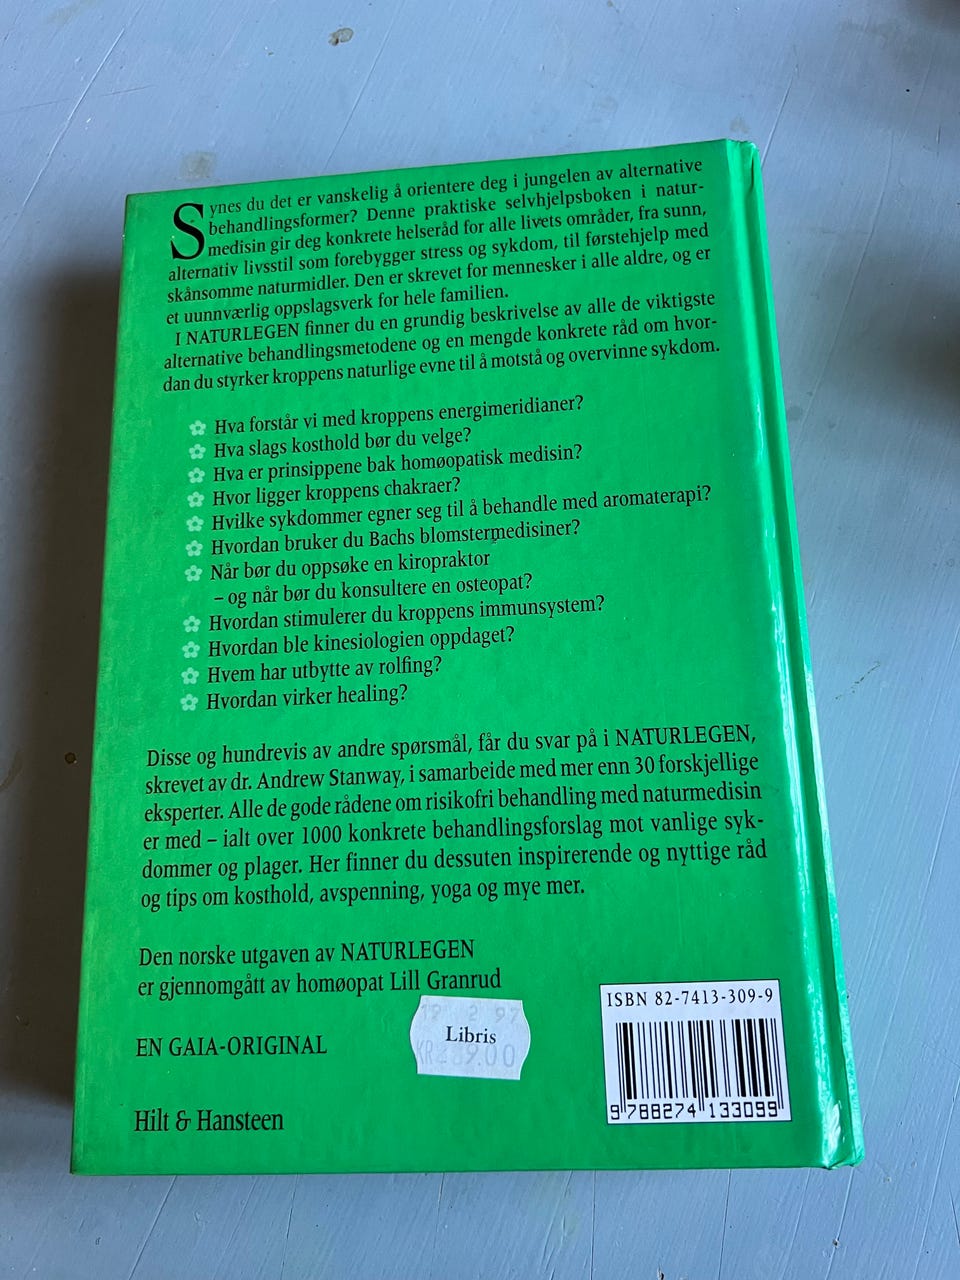 Synes du det er vanskelig å orientere deg i jungelen av alternative
behandlingsformer? Denne praktiske selvhjelpsboken i natur-
medisin gir deg konkrete helseråd for alle livets områder, fra sunn,
alternativ livsstil som forebygger stress og sykdom, til førstehjelp med
skånsomme naturmidler. Den er skrevet for mennesker i alle aldre, og er
et uunnværlig oppslagsverk for hele familien.
I NATURLEGEN finner du en grundig beskrivelse av alle de viktigste
alternative behandlingsmetodene og en mengde konkrete råd om hvor-
dan du styrker kroppens naturlige evne til å motstå og overvinne sykdom.
Hva forstår vi med kroppens energimeridianer?
Hva slags kosthold bør du velge?
Hva er prinsippene bak homøopatisk medisin?
Hvor ligger kroppens chakraer?
Hvilke sykdommer egner seg til å behandle med aromaterapi?
Hvordan bruker du Bachs blomstermedisiner?
Når bør du oppsøke en kiropraktor
– og når bør du konsultere en osteopat?
Hvordan stimulerer du kroppens immunsystem?
Hvordan ble kinesiologien oppdaget?
Hvem har utbytte av rolfing?
Hvordan virker healing?
Disse og hundrevis av andre spørsmål, får du svar på i NATURLEGEN,
skrevet av dr. Andrew Stanway, i samarbeide med mer enn 30 forskjellige
eksperter. Alle de gode rådene om risikofri behandling med naturmedisin
er med – ialt over 1000 konkrete behandlingsforslag mot vanlige syk-
dommer og plager. Her finner du dessuten inspirerende og nyttige råd
og tips om kosthold, avspenning, yoga og mye mer.
Den norske utgaven av NATURLEGEN
er gjennomgått av homøopat Lill Granrud
EN GAIA-ORIGINAL
Libris
Hilt & Hansteen
ISBN 82-7413-309-9
9 788274 133099